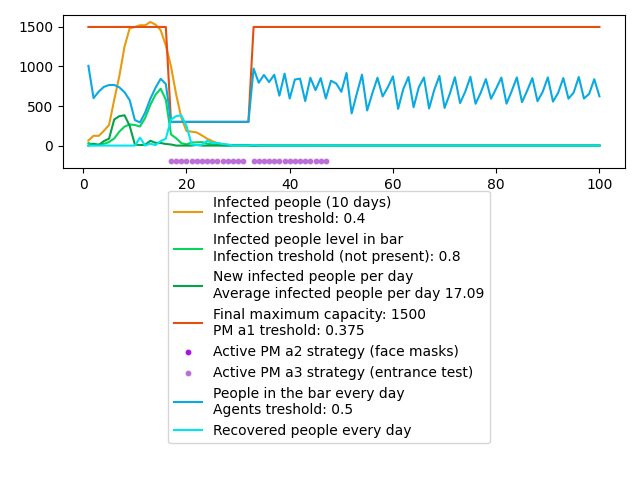 1500
1000
500
0
0
20
40
60
80
100
Infected people (10 days)
Infection treshold: 0.4
Infected people level in bar
Infection treshold (not present): 0.8
New infected people per day
Average infected people per day 17.09
Final maximum capacity: 1500
PM a1 treshold: 0.375
Active PM a2 strategy (face masks)
Active PM a3 strategy (entrance test)
People in the bar every day
Agents treshold: 0.5
Recovered people every day